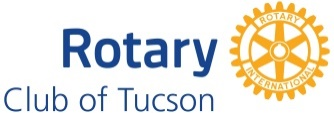 Rotary
Club of Tucson
ROTARY
INTERNATIONAL